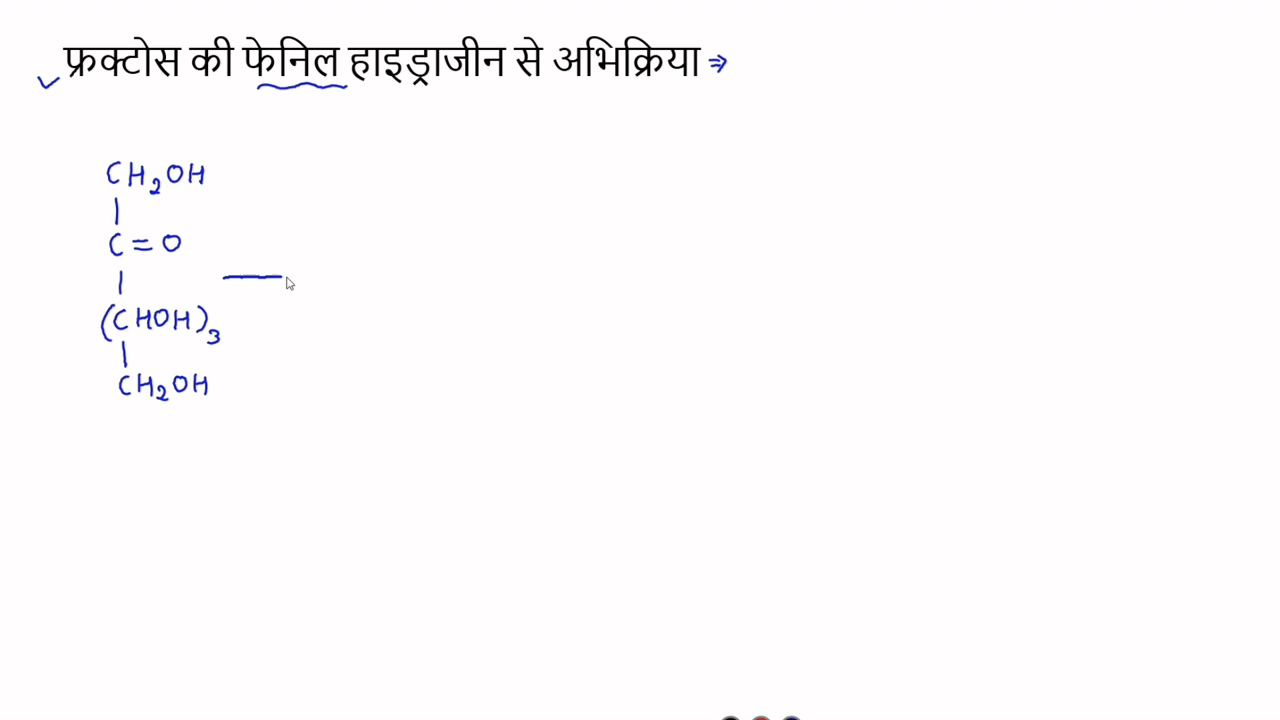 फ्रक्टोस की फेनिल हाइड्राजीन से अभिक्रिया ⇒
CH₂OH
|
C=O
|
(CHOH)₃
|
CH₂OH